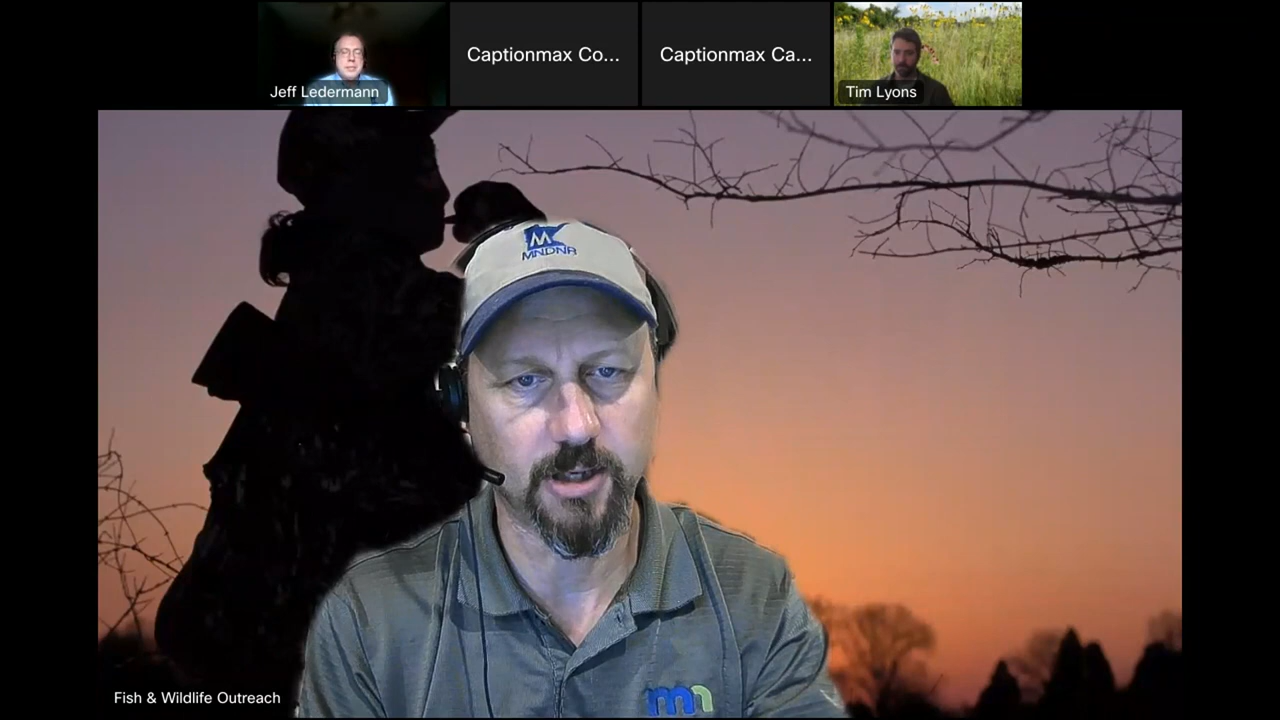 Jeff Ledermann
Captionmax Co...
Captionmax Ca...
Tim Lyons
M
MNDNR
mn
Fish & Wildlife Outreach